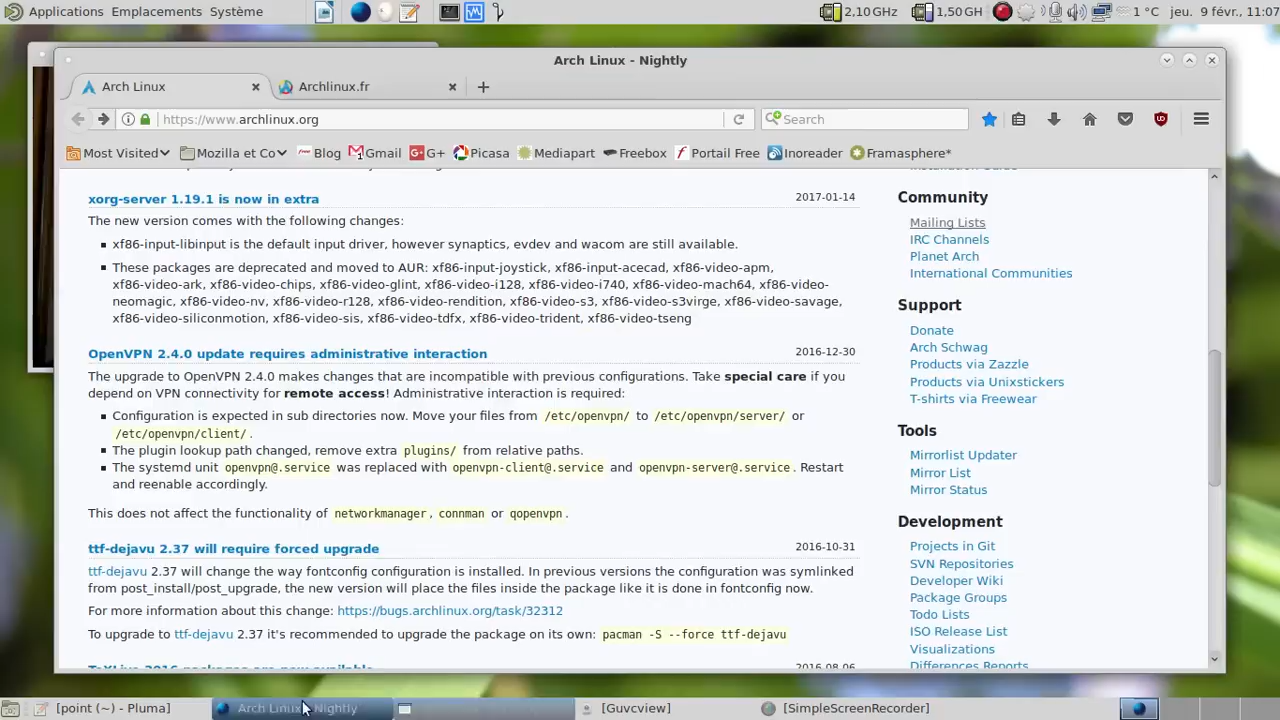 Applications Emplacements Système 2,10 GHz 1,50 GH 1 °C jeu. 9 févr., 11:07
Arch Linux - Nightly
Arch Linux Archlinux.fr
https://www.archlinux.org Search
Most Visited Mozilla et Co Blog Gmail G+ Picasa Mediapart Freebox Portail Free Inoreader Framasphere*
xorg-server 1.19.1 is now in extra 2017-01-14
The new version comes with the following changes:
xf86-input-libinput is the default input driver, however synaptics, evdev and wacom are still available.
These packages are deprecated and moved to AUR: xf86-input-joystick, xf86-input-acecad, xf86-video-apm,
xf86-video-ark, xf86-video-chips, xf86-video-glint, xf86-video-i128, xf86-video-i740, xf86-video-mach64, xf86-video-
neomagic, xf86-video-nv, xf86-video-r128, xf86-video-rendition, xf86-video-s3, xf86-video-s3virge, xf86-video-savage,
xf86-video-siliconmotion, xf86-video-sis, xf86-video-tdfx, xf86-video-trident, xf86-video-tseng
OpenVPN 2.4.0 update requires administrative interaction 2016-12-30
The upgrade to OpenVPN 2.4.0 makes changes that are incompatible with previous configurations. Take special care if you
depend on VPN connectivity for remote access! Administrative interaction is required:
Configuration is expected in sub directories now. Move your files from /etc/openvpn/ to /etc/openvpn/server/ or
/etc/openvpn/client/.
The plugin lookup path changed, remove extra plugins/ from relative paths.
The systemd unit openvpn@.service was replaced with openvpn-client@.service and openvpn-server@.service. Restart
and reenable accordingly.
This does not affect the functionality of networkmanager, connman or qopenvpn.
ttf-dejavu 2.37 will require forced upgrade 2016-10-31
ttf-dejavu 2.37 will change the way fontconfig configuration is installed. In previous versions the configuration was symlinked
from post_install/post_upgrade, the new version will place the files inside the package like it is done in fontconfig now.
For more information about this change: https://bugs.archlinux.org/task/32312
To upgrade to ttf-dejavu 2.37 it's recommended to upgrade the package on its own: pacman -S --force ttf-dejavu
TeXLive 2016 packages are now available 2016-08-06
Installation Guide
Community
Mailing Lists
IRC Channels
Planet Arch
International Communities
Support
Donate
Arch Schwag
Products via Zazzle
Products via Unixstickers
T-shirts via Freewear
Tools
Mirrorlist Updater
Mirror List
Mirror Status
Development
Projects in Git
SVN Repositories
Developer Wiki
Package Groups
Todo Lists
ISO Release List
Visualizations
Differences Reports
[point (~) - Pluma] Arch Linux - Nightly [Guvcview] [SimpleScreenRecorder]